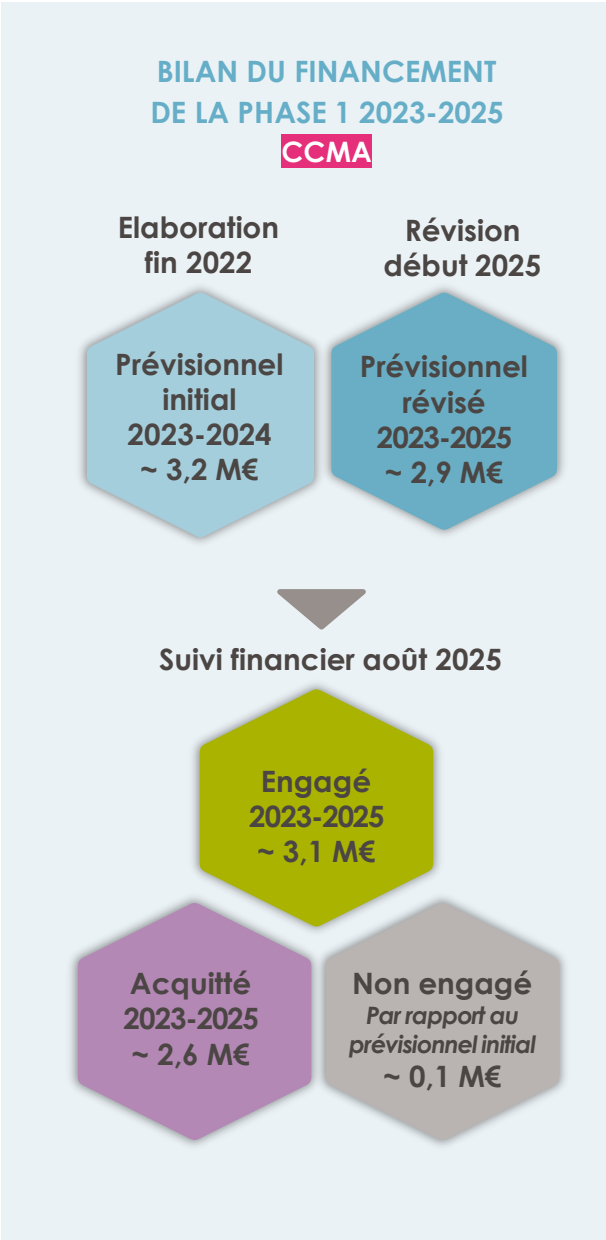 BILAN DU FINANCEMENT
DE LA PHASE 1 2023-2025
CCMA
Elaboration
fin 2022
Révision
début 2025
Prévisionnel
initial
2023-2024
~ 3,2 M€
Prévisionnel
révisé
2023-2025
~ 2,9 M€
Suivi financier août 2025
Engagé
2023-2025
~ 3,1 M€
Acquitté
2023-2025
~ 2,6 M€
Non engagé
Par rapport au
prévisionnel initial
~ 0,1 M€